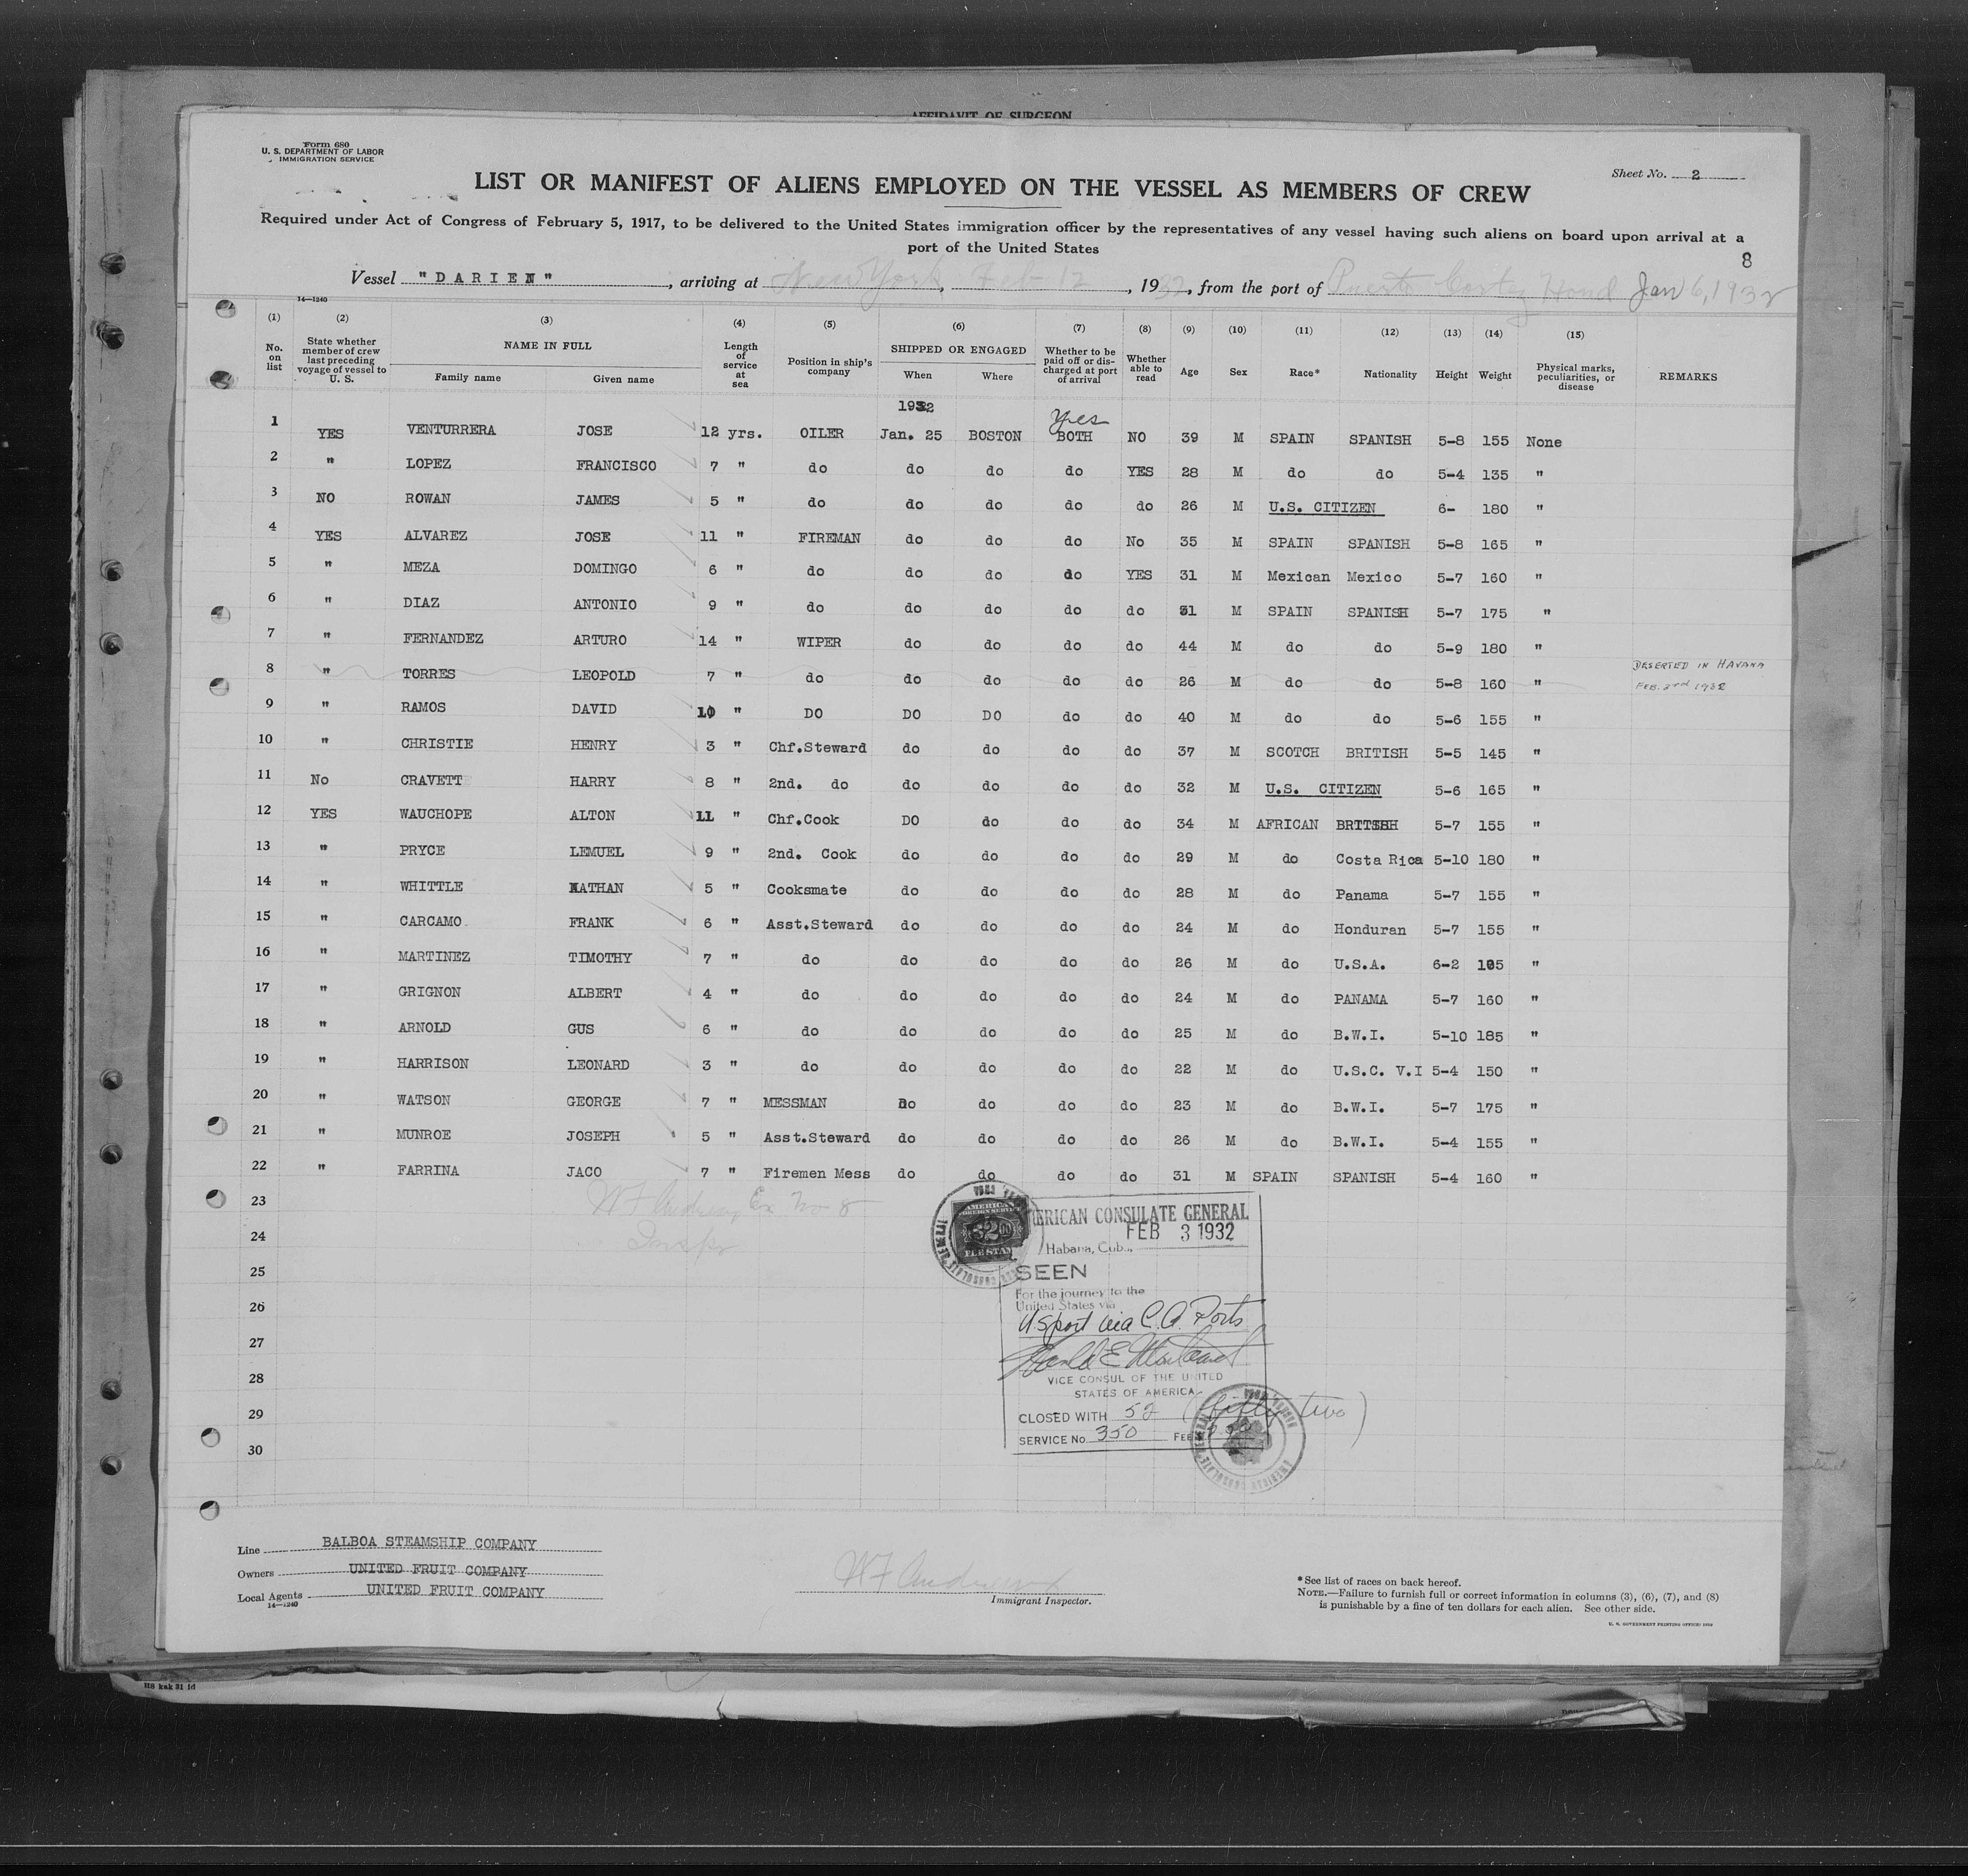 AFFIDAVIT OF SURGEON
Form 680
U. S. DEPARTMENT OF LABOR
IMMIGRATION SERVICE
Sheet No. 2
LIST OR MANIFEST OF ALIENS EMPLOYED ON THE VESSEL AS MEMBERS OF CREW
Required under Act of Congress of February 5, 1917, to be delivered to the United States immigration officer by the representatives of any vessel having such aliens on board upon arrival at a
port of the United States
8
Vessel "DARIEN", arriving at New York, Feb 12, 1932, from the port of Puerto Cortez Hond Jan 6, 1932
14—1240
(1) (2) (3) (4) (5) (6) (7) (8) (9) (10) (11) (12) (13) (14) (15)
No. on list State whether member of crew last preceding voyage of vessel to U. S. NAME IN FULL Family name Given name Length of service at sea Position in ship's company SHIPPED OR ENGAGED When Where Whether to be paid off or discharged at port of arrival Whether able to read Age Sex Race* Nationality Height Weight Physical marks, peculiarities, or disease REMARKS
1932 Yes
1 YES VENTURRERA JOSE 12 yrs. OILER Jan. 25 BOSTON BOTH NO 39 M SPAIN SPANISH 5-8 155 None
2 " LOPEZ FRANCISCO 7 " do do do do YES 28 M do do 5-4 135 "
3 NO ROWAN JAMES 5 " do do do do do 26 M U.S. CITIZEN 6- 180 "
4 YES ALVAREZ JOSE 11 " FIREMAN do do do No 35 M SPAIN SPANISH 5-8 165 "
5 " MEZA DOMINGO 6 " do do do do YES 31 M Mexican Mexico 5-7 160 "
6 " DIAZ ANTONIO 9 " do do do do do 31 M SPAIN SPANISH 5-7 175 "
7 " FERNANDEZ ARTURO 14 " WIPER do do do do 44 M do do 5-9 180 "
8 " TORRES LEOPOLD 7 " do do do do do 26 M do do 5-8 160 " DESERTED IN HAVANA FEB. 2nd 1932
9 " RAMOS DAVID 10 " DO DO DO do do 40 M do do 5-6 155 "
10 " CHRISTIE HENRY 3 " Chf.Steward do do do do 37 M SCOTCH BRITISH 5-5 145 "
11 No CRAVETT HARRY 8 " 2nd. do do do do do 32 M U.S. CITIZEN 5-6 165 "
12 YES WAUCHOPE ALTON 11 " Chf.Cook DO do do do 34 M AFRICAN BRITISH 5-7 155 "
13 " PRYCE LEMUEL 9 " 2nd. Cook do do do do 29 M do Costa Rica 5-10 180 "
14 " WHITTLE NATHAN 5 " Cooksmate do do do do 28 M do Panama 5-7 155 "
15 " CARCAMO FRANK 6 " Asst.Steward do do do do 24 M do Honduran 5-7 155 "
16 " MARTINEZ TIMOTHY 7 " do do do do do 26 M do U.S.A. 6-2 195 "
17 " GRIGNON ALBERT 4 " do do do do do 24 M do PANAMA 5-7 160 "
18 " ARNOLD GUS 6 " do do do do do 25 M do B.W.I. 5-10 185 "
19 " HARRISON LEONARD 3 " do do do do do 22 M do U.S.C. V.I 5-4 150 "
20 " WATSON GEORGE 7 " MESSMAN do do do do 23 M do B.W.I. 5-7 175 "
21 " MUNROE JOSEPH 5 " Asst.Steward do do do do 26 M do B.W.I. 5-4 155 "
22 " FARRINA JACO 7 " Firemen Mess do do do do 31 M SPAIN SPANISH 5-4 160 "
23 Ex No 8
24
25
26
27
28
29
30
AMERICAN FOREIGN SERVICE
$2
FEE STAMP
AMERICAN CONSULATE GENERAL
FEB 3 1932
Habana, Cuba
SEEN
For the journey to the
United States via
U S port via C.A. Ports
VICE CONSUL OF THE UNITED
STATES OF AMERICA
CLOSED WITH 52 (fifty two)
SERVICE No 350 FEE
Line BALBOA STEAMSHIP COMPANY
Owners UNITED FRUIT COMPANY
Local Agents UNITED FRUIT COMPANY
14—1240
Immigrant Inspector.
*See list of races on back hereof.
NOTE.—Failure to furnish full or correct information in columns (3), (6), (7), and (8)
is punishable by a fine of ten dollars for each alien. See other side.
U. S. GOVERNMENT PRINTING OFFICE: 1929